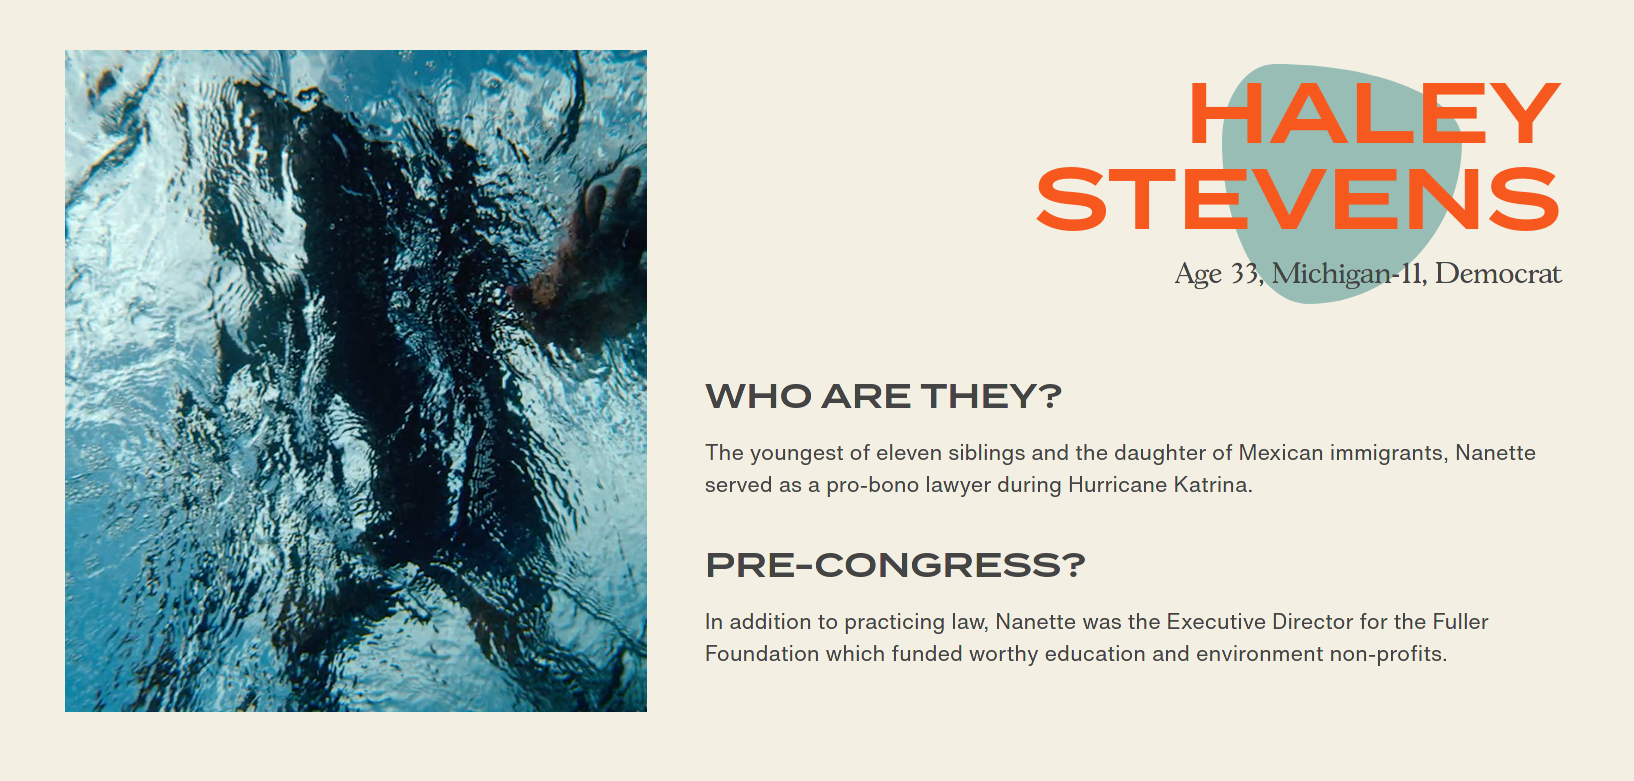 HALEY
STEVENS
Age 33, Michigan-11, Democrat
WHO ARE THEY?
The youngest of eleven siblings and the daughter of Mexican immigrants, Nanette
served as a pro-bono lawyer during Hurricane Katrina.
PRE-CONGRESS?
In addition to practicing law, Nanette was the Executive Director for the Fuller
Foundation which funded worthy education and environment non-profits.